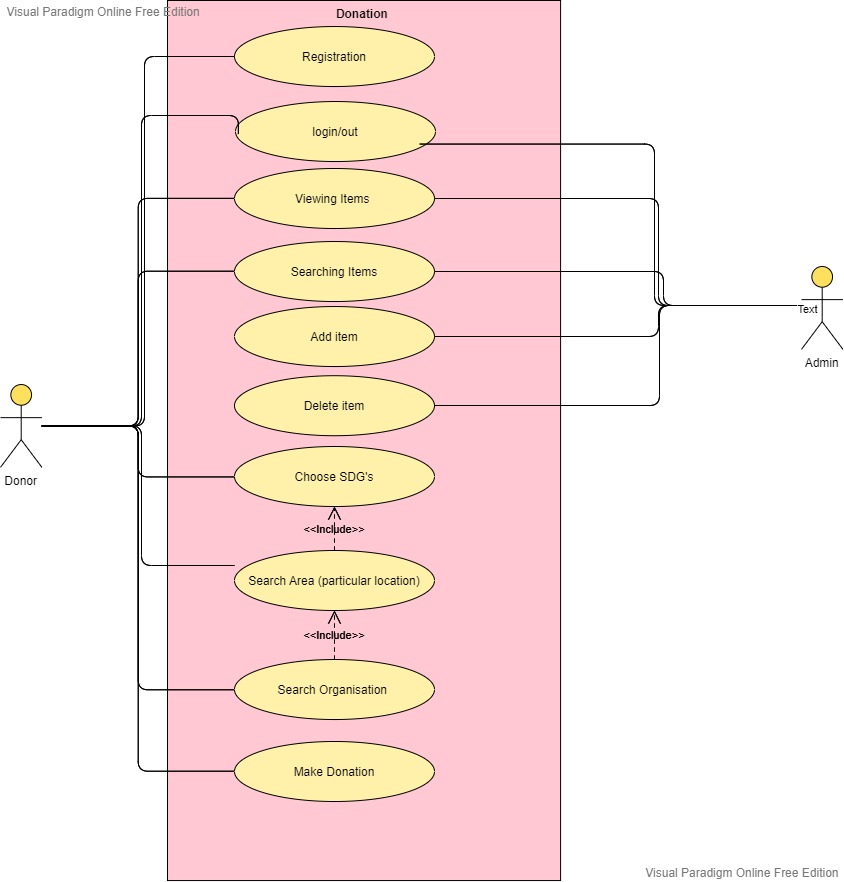 Visual Paradigm Online Free Edition
Donation
Registration
login/out
Viewing Items
Searching Items
Add item
Text
Admin
Delete item
Donor
Choose SDG's
<<Include>>
Search Area (particular location)
<<Include>>
Search Organisation
Make Donation
Visual Paradigm Online Free Edition